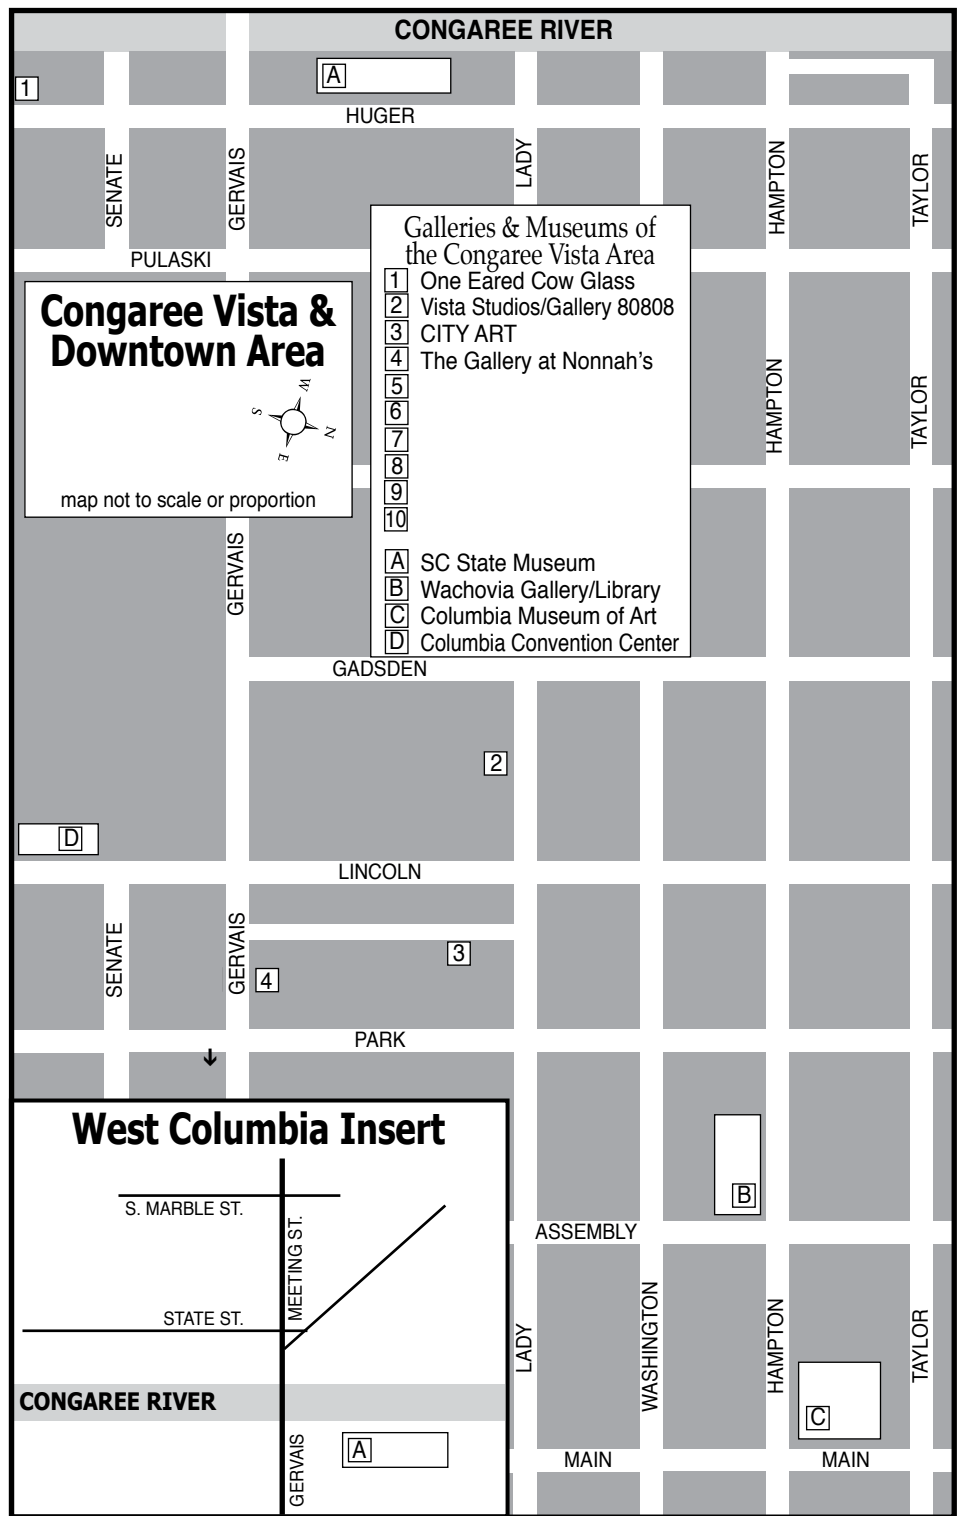 CONGAREE RIVER
1
A
HUGER
SENATE
GERVAIS
LADY
HAMPTON
TAYLOR
PULASKI
Galleries & Museums of
the Congaree Vista Area
1 One Eared Cow Glass
2 Vista Studios/Gallery 80808
3 CITY ART
4 The Gallery at Nonnah's
5
6
7
8
9
10
A SC State Museum
B Wachovia Gallery/Library
C Columbia Museum of Art
D Columbia Convention Center
Congaree Vista &
Downtown Area
W
S
N
E
map not to scale or proportion
HAMPTON
TAYLOR
GERVAIS
GADSDEN
2
D
LINCOLN
SENATE
GERVAIS
3
4
PARK
West Columbia Insert
S. MARBLE ST.
MEETING ST.
STATE ST.
CONGAREE RIVER
GERVAIS
A
B
ASSEMBLY
LADY
WASHINGTON
HAMPTON
TAYLOR
C
MAIN
MAIN